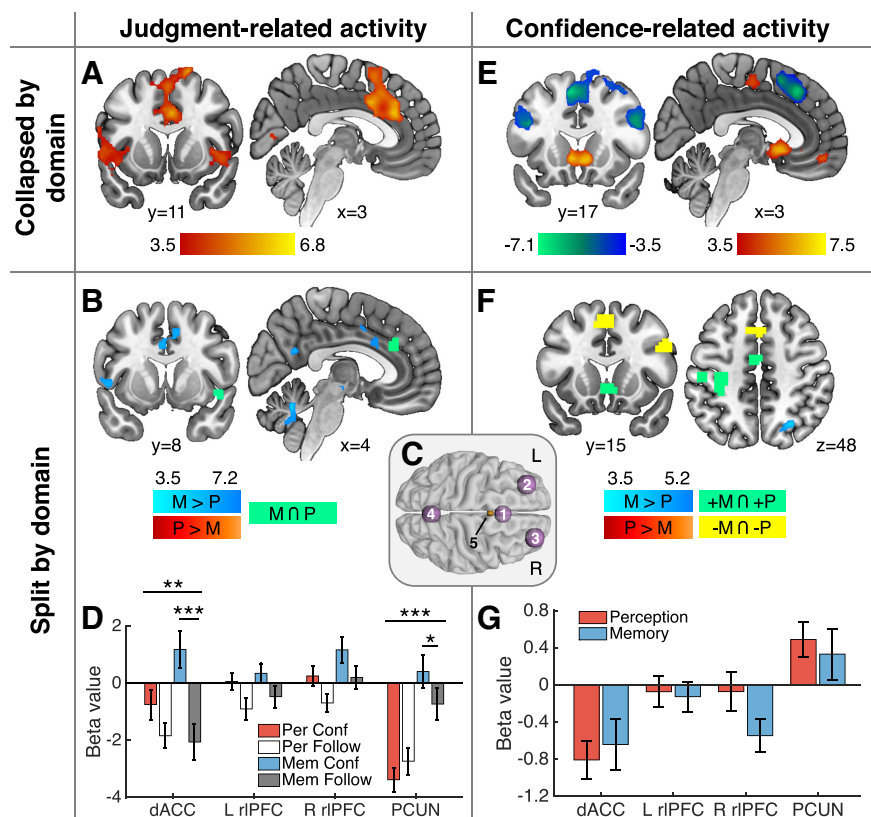 Judgment-related activity
Confidence-related activity
Collapsed by
domain
A
y=11
x=3
3.5
6.8
E
y=17
x=3
-7.1
-3.5
3.5
7.5
Split by domain
B
y=8
x=4
3.5 7.2
M > P
P > M
M ∩ P
C
L
R
1
2
3
4
5
F
y=15
z=48
3.5 5.2
M > P
P > M
+M ∩ +P
-M ∩ -P
D
Beta value
2
0
-2
-4
**
***
***
*
Per Conf
Per Follow
Mem Conf
Mem Follow
dACC L rlPFC R rlPFC PCUN
G
Beta value
0.8
0.4
0
-0.4
-0.8
-1.2
Perception
Memory
dACC L rlPFC R rlPFC PCUN